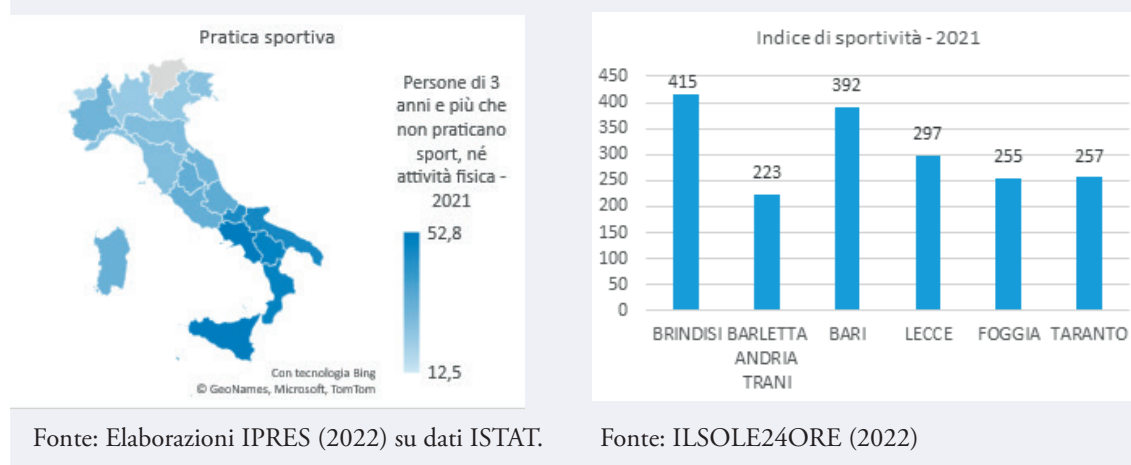 Pratica sportiva
Persone di 3
anni e più che
non praticano
sport, né
attività fisica -
2021
52,8
12,5
Con tecnologia Bing
© GeoNames, Microsoft, TomTom
Fonte: Elaborazioni IPRES (2022) su dati ISTAT.
Indice di sportività - 2021
450
400
350
300
250
200
150
100
50
0
415
223
392
297
255
257
BRINDISI
BARLETTA
ANDRIA
TRANI
BARI
LECCE
FOGGIA
TARANTO
Fonte: ILSOLE24ORE (2022)